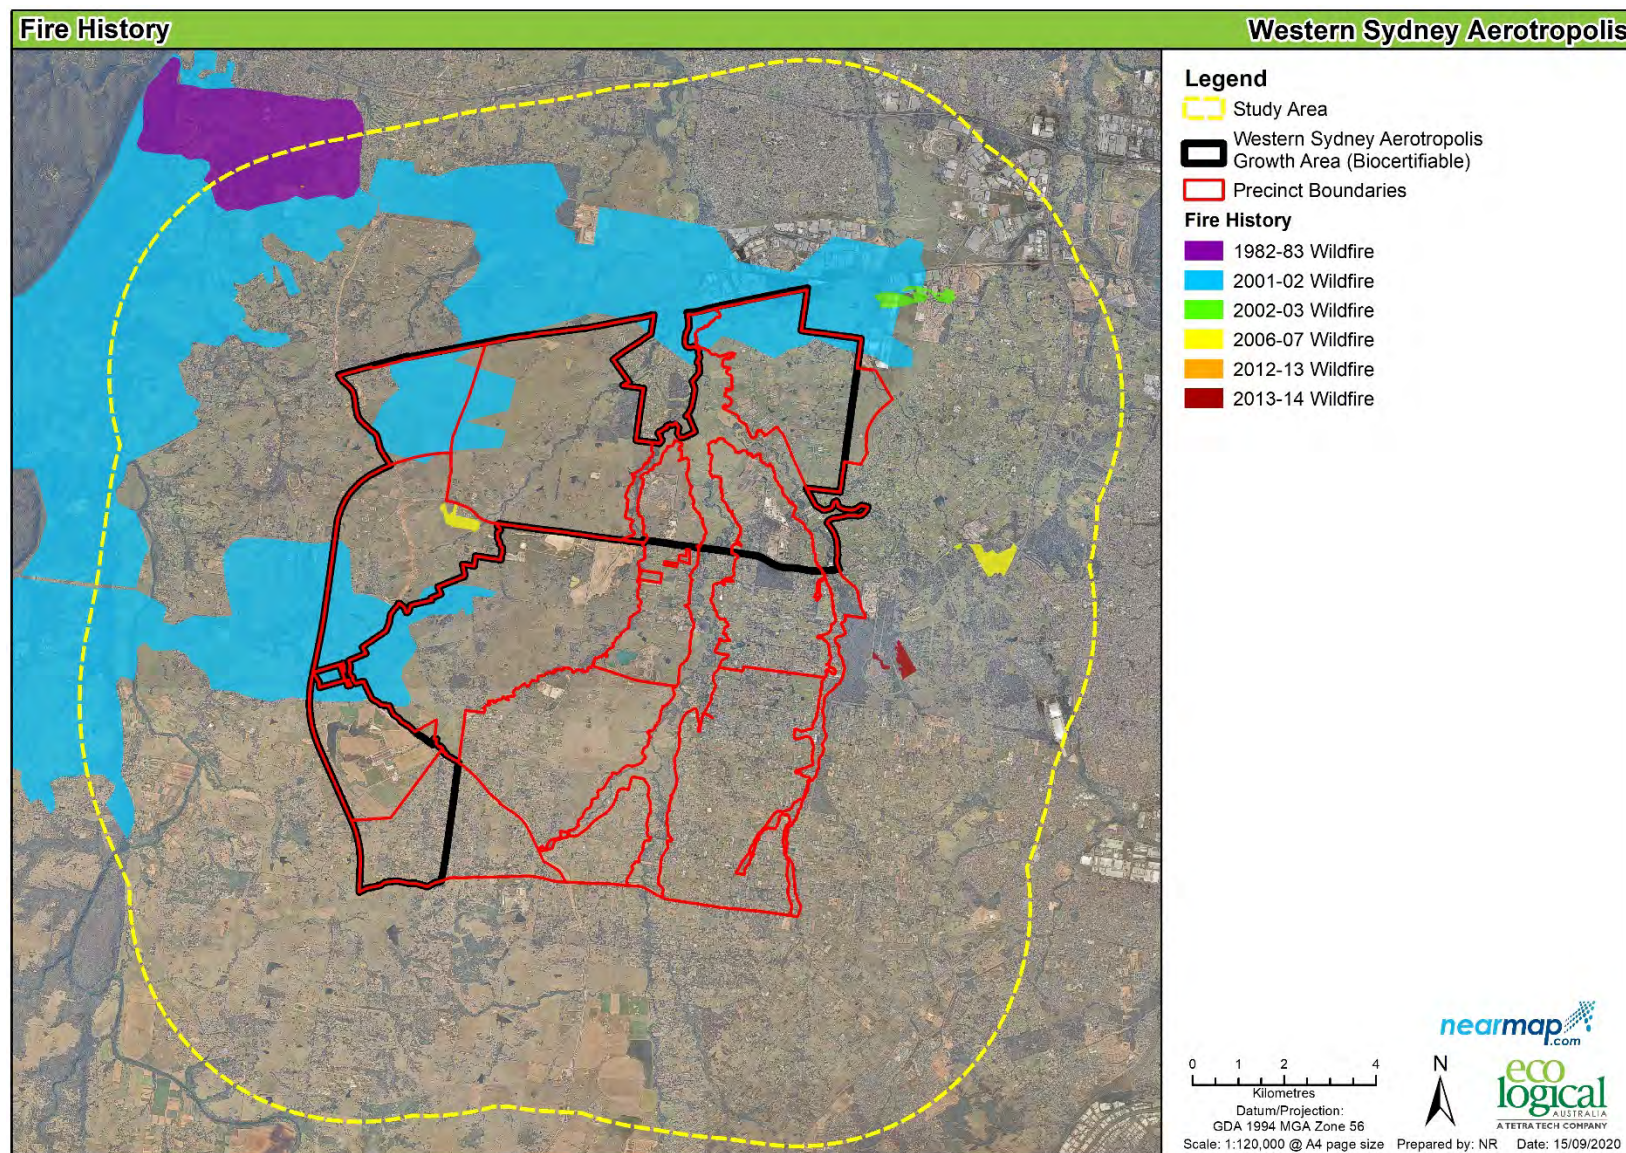 Fire History
Western Sydney Aerotropolis
Legend
Study Area
Western Sydney Aerotropolis
Growth Area (Biocertifiable)
Precinct Boundaries
Fire History
1982-83 Wildfire
2001-02 Wildfire
2002-03 Wildfire
2006-07 Wildfire
2012-13 Wildfire
2013-14 Wildfire
nearmap
.com
0 1 2 4
Kilometres
Datum/Projection:
GDA 1994 MGA Zone 56
Scale: 1:120,000 @ A4 page size
N
eco
logical
AUSTRALIA
A TETRA TECH COMPANY
Prepared by: NR Date: 15/09/2020